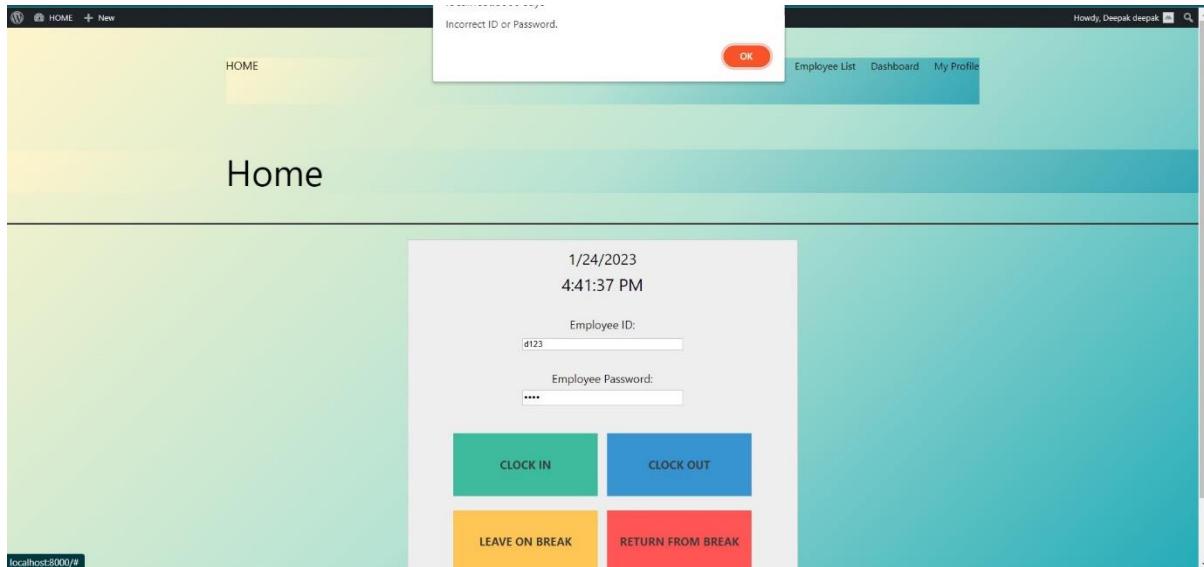 HOME + New
Howdy, Deepak deepak
Incorrect ID or Password.
OK
HOME
Employee List Dashboard My Profile
Home
1/24/2023
4:41:37 PM
Employee ID:
d123
Employee Password:
••••
CLOCK IN CLOCK OUT
LEAVE ON BREAK RETURN FROM BREAK
localhost:8000/#